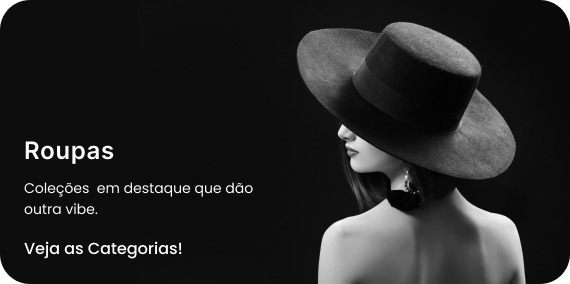 Roupas
Coleções  em destaque que dão
outra vibe.
Veja as Categorias!